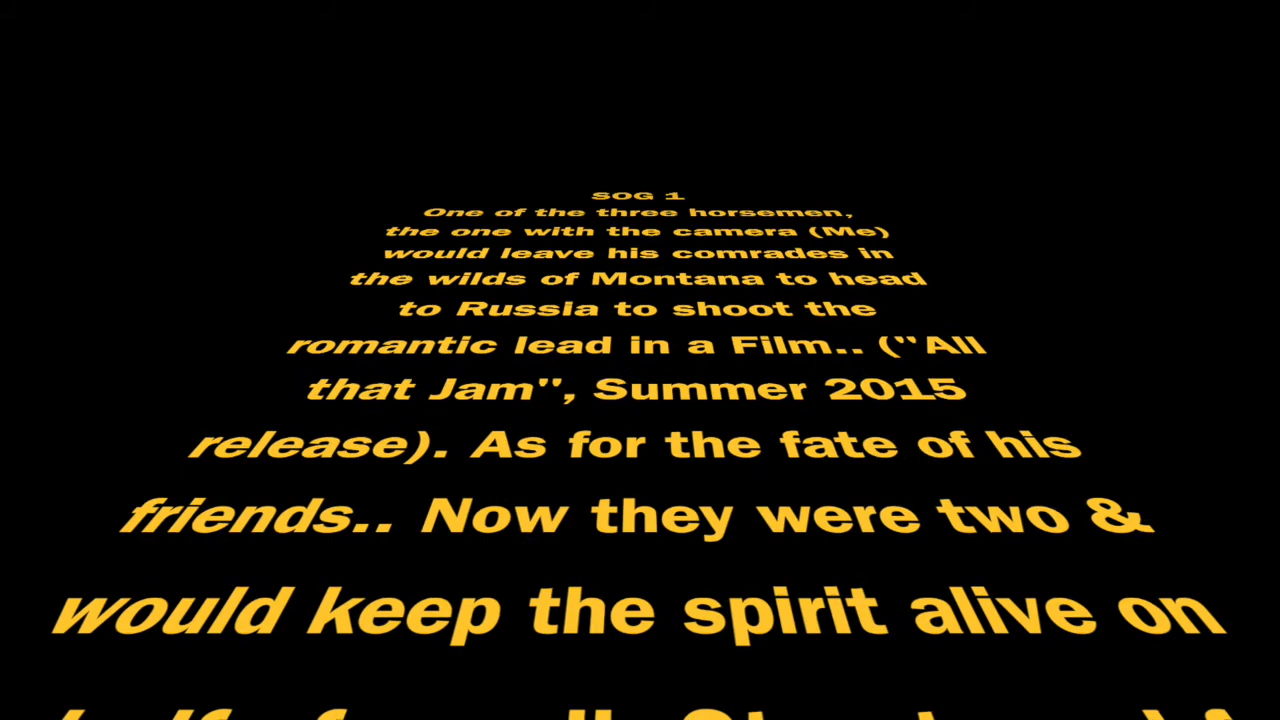 SOG 1
One of the three horsemen,
the one with the camera (Me)
would leave his comrades in
the wilds of Montana to head
to Russia to shoot the
romantic lead in a Film.. ("All
that Jam", Summer 2015
release). As for the fate of his
friends.. Now they were two &
would keep the spirit alive on